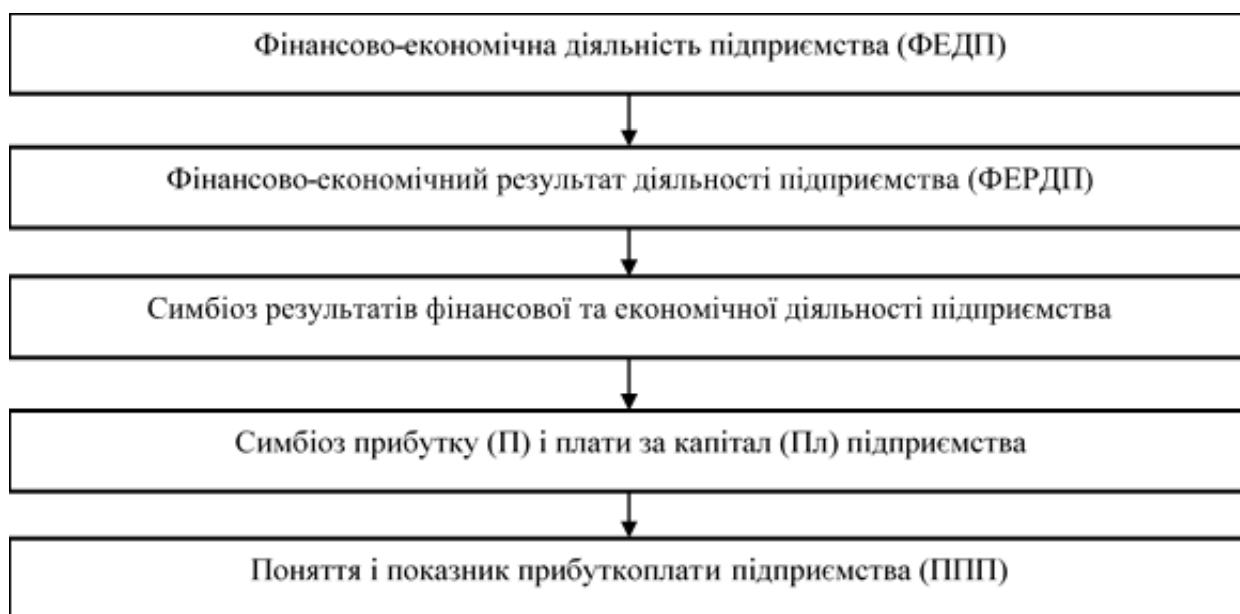 Фінансово-економічна діяльність підприємства (ФЕДП)
Фінансово-економічний результат діяльності підприємства (ФЕРДП)
Симбіоз результатів фінансової та економічної діяльності підприємства
Симбіоз прибутку (П) і плати за капітал (Пл) підприємства
Поняття і показник прибуткоплати підприємства (ППП)